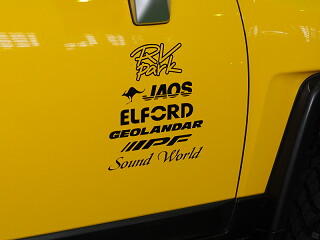 RV
Park
JAOS
ELFORD
GEOLANDAR
IPF
Sound World